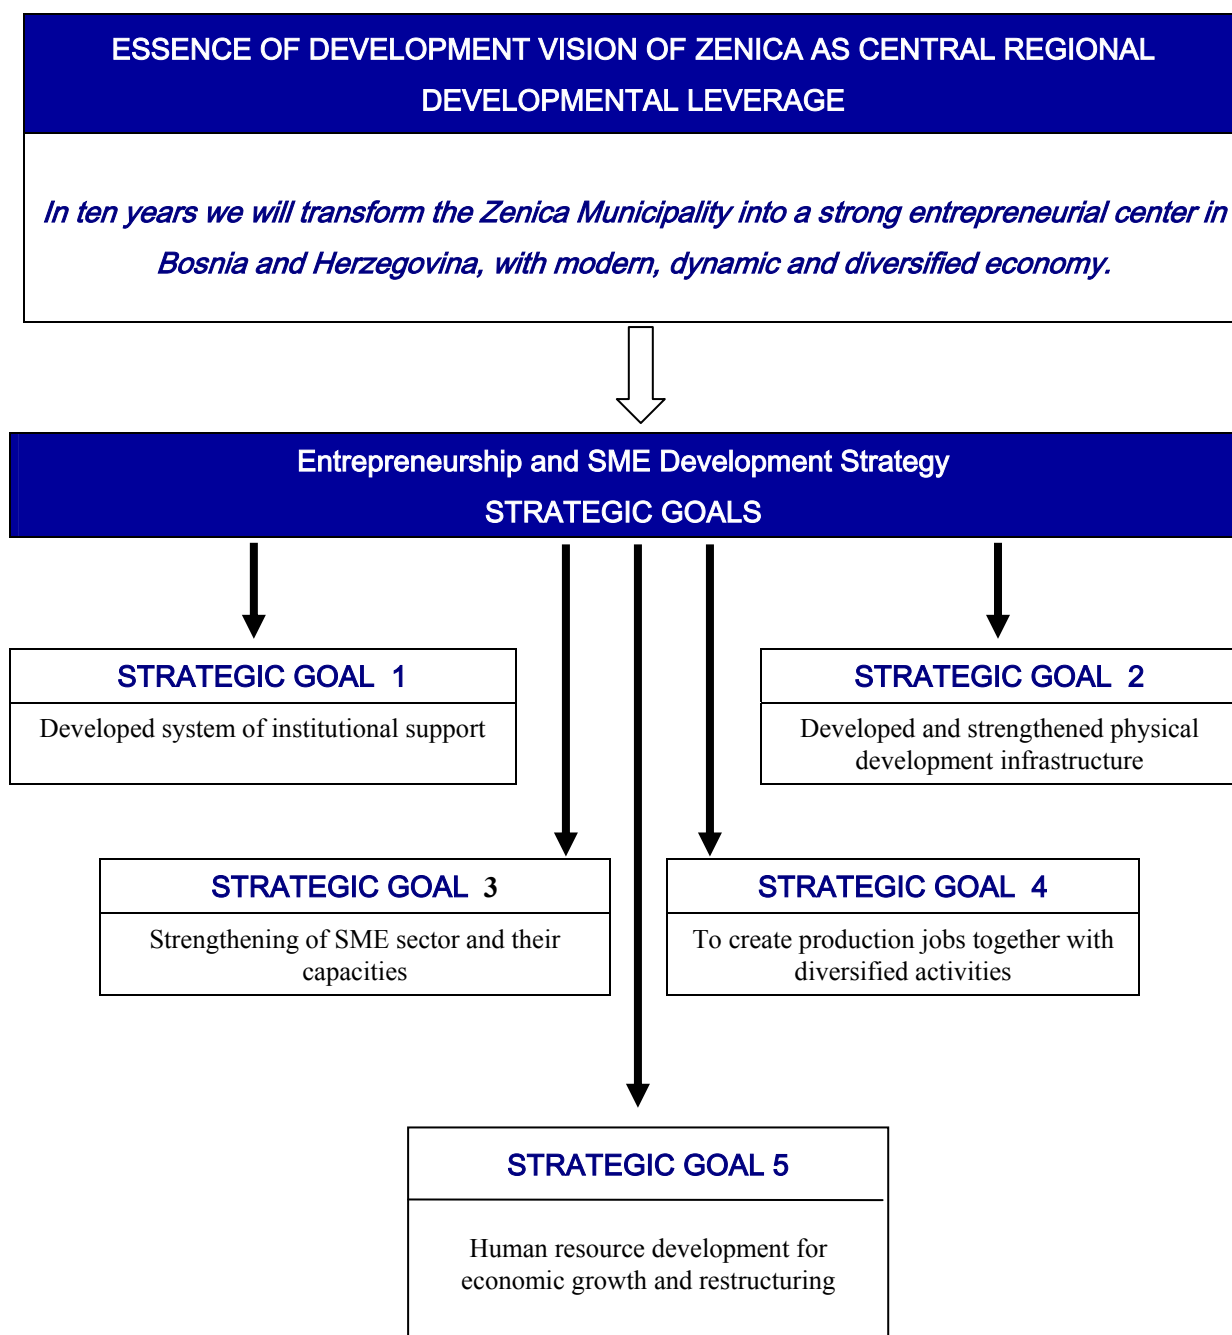 ESSENCE OF DEVELOPMENT VISION OF ZENICA AS CENTRAL REGIONAL
DEVELOPMENTAL LEVERAGE
In ten years we will transform the Zenica Municipality into a strong entrepreneurial center in
Bosnia and Herzegovina, with modern, dynamic and diversified economy.
Entrepreneurship and SME Development Strategy
STRATEGIC GOALS
STRATEGIC GOAL 1
Developed system of institutional support
STRATEGIC GOAL 2
Developed and strengthened physical
development infrastructure
STRATEGIC GOAL 3
Strengthening of SME sector and their
capacities
STRATEGIC GOAL 4
To create production jobs together with
diversified activities
STRATEGIC GOAL 5
Human resource development for
economic growth and restructuring